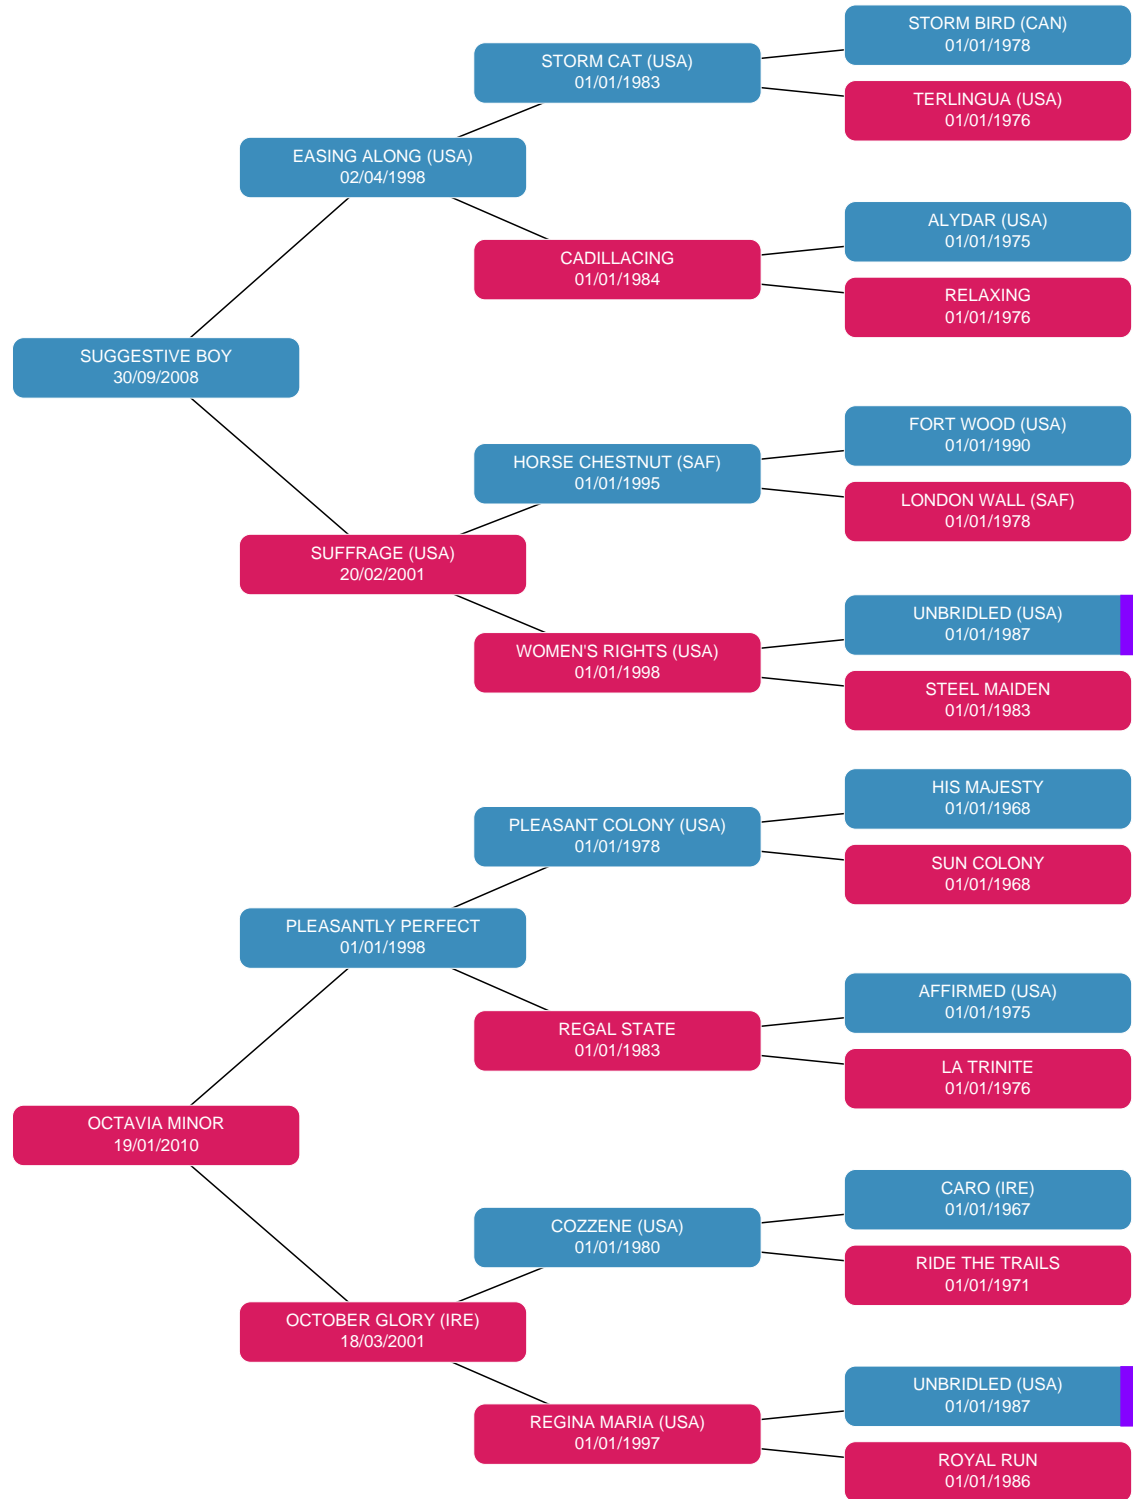 STORM BIRD (CAN)
01/01/1978
STORM CAT (USA)
01/01/1983
TERLINGUA (USA)
01/01/1976
EASING ALONG (USA)
02/04/1998
ALYDAR (USA)
01/01/1975
CADILLACING
01/01/1984
RELAXING
01/01/1976
SUGGESTIVE BOY
30/09/2008
FORT WOOD (USA)
01/01/1990
HORSE CHESTNUT (SAF)
01/01/1995
LONDON WALL (SAF)
01/01/1978
SUFFRAGE (USA)
20/02/2001
UNBRIDLED (USA)
01/01/1987
WOMEN'S RIGHTS (USA)
01/01/1998
STEEL MAIDEN
01/01/1983
HIS MAJESTY
01/01/1968
PLEASANT COLONY (USA)
01/01/1978
SUN COLONY
01/01/1968
PLEASANTLY PERFECT
01/01/1998
AFFIRMED (USA)
01/01/1975
REGAL STATE
01/01/1983
LA TRINITE
01/01/1976
OCTAVIA MINOR
19/01/2010
CARO (IRE)
01/01/1967
COZZENE (USA)
01/01/1980
RIDE THE TRAILS
01/01/1971
OCTOBER GLORY (IRE)
18/03/2001
UNBRIDLED (USA)
01/01/1987
REGINA MARIA (USA)
01/01/1997
ROYAL RUN
01/01/1986